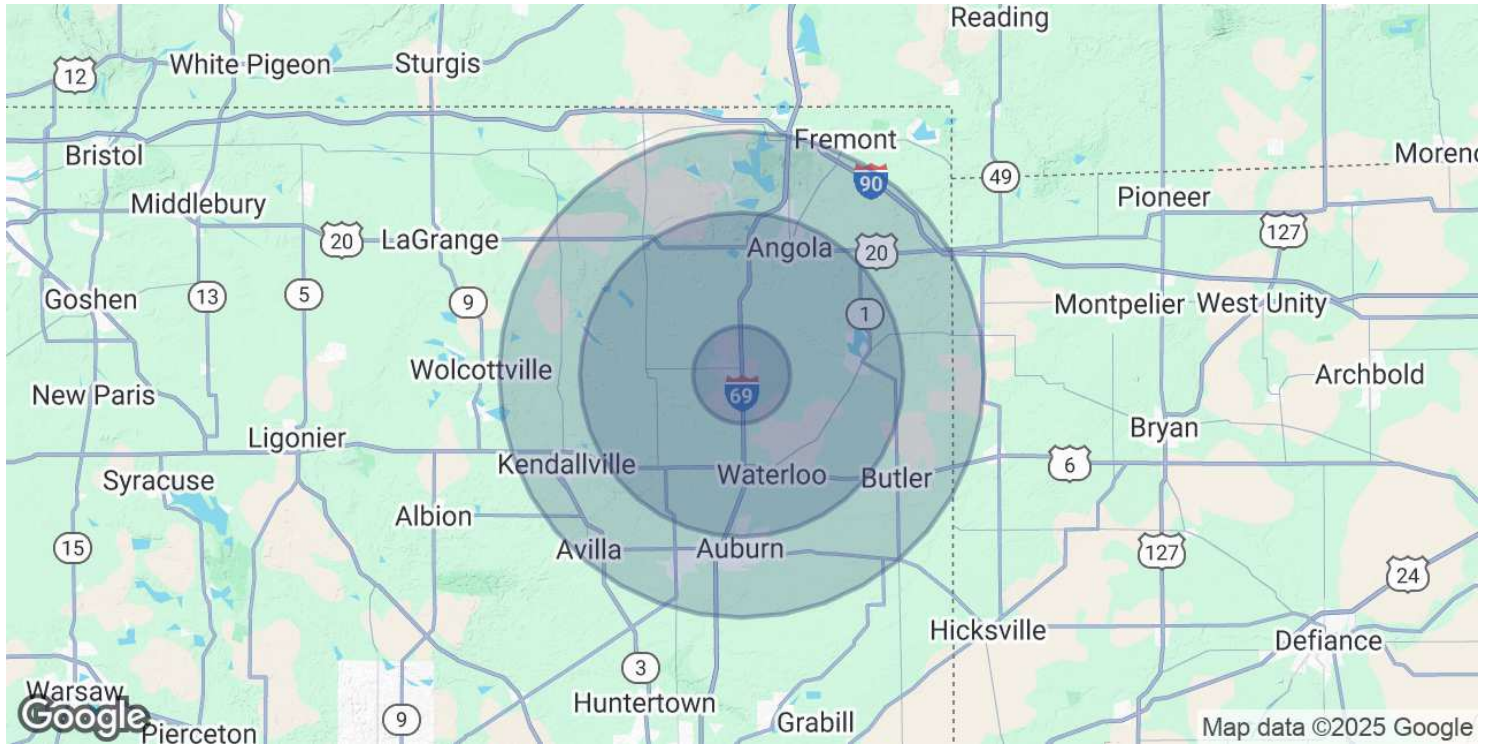 Reading
12
White Pigeon
Sturgis
Fremont
Bristol
Morenc
90
49
Pioneer
Middlebury
20
LaGrange
Angola
20
127
Goshen
13
5
9
1
Montpelier
West Unity
Wolcottville
69
Archbold
New Paris
Ligonier
Bryan
Kendallville
Waterloo
Butler
6
Syracuse
Albion
15
Avilla
Auburn
127
24
Hicksville
Defiance
3
Warsaw
Huntertown
Google
9
Grabill
Map data ©2025 Google
Pierceton